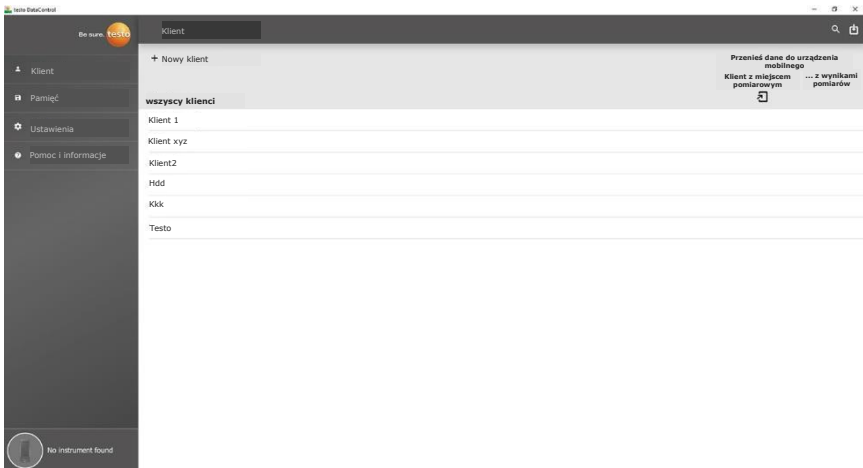 testo DataControl
Be sure. testo
Klient
Klient
Pamięć
Ustawienia
Pomoc i informacje
+ Nowy klient
Przenieś dane do urządzenia
mobilnego
Klient z miejscem
pomiarowym
... z wynikami
pomiarów
wszyscy klienci
Klient 1
Klient xyz
Klient2
Hdd
Kkk
Testo
No instrument found